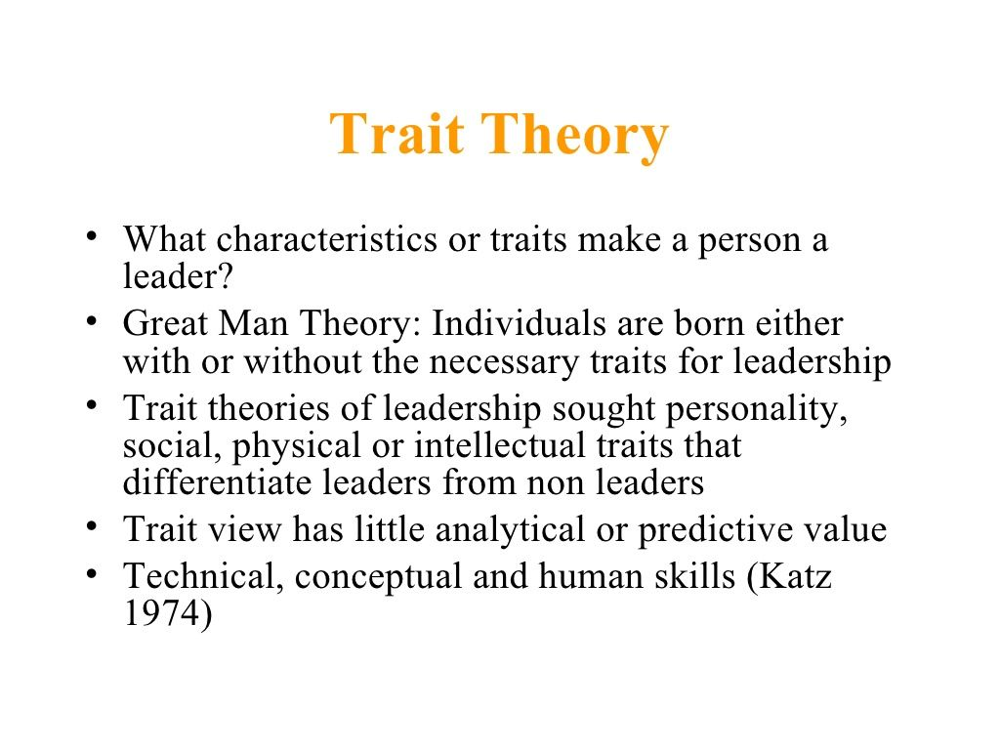 Trait Theory
• What characteristics or traits make a person a
leader?
• Great Man Theory: Individuals are born either
with or without the necessary traits for leadership
• Trait theories of leadership sought personality,
social, physical or intellectual traits that
differentiate leaders from non leaders
• Trait view has little analytical or predictive value
• Technical, conceptual and human skills (Katz
1974)